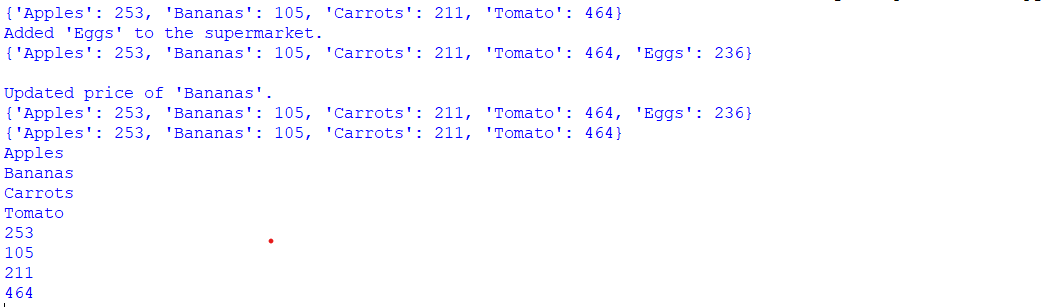 {'Apples': 253, 'Bananas': 105, 'Carrots': 211, 'Tomato': 464}
Added 'Eggs' to the supermarket.
{'Apples': 253, 'Bananas': 105, 'Carrots': 211, 'Tomato': 464, 'Eggs': 236}
Updated price of 'Bananas'.
{'Apples': 253, 'Bananas': 105, 'Carrots': 211, 'Tomato': 464, 'Eggs': 236}
{'Apples': 253, 'Bananas': 105, 'Carrots': 211, 'Tomato': 464}
Apples
Bananas
Carrots
Tomato
253
105
211
464